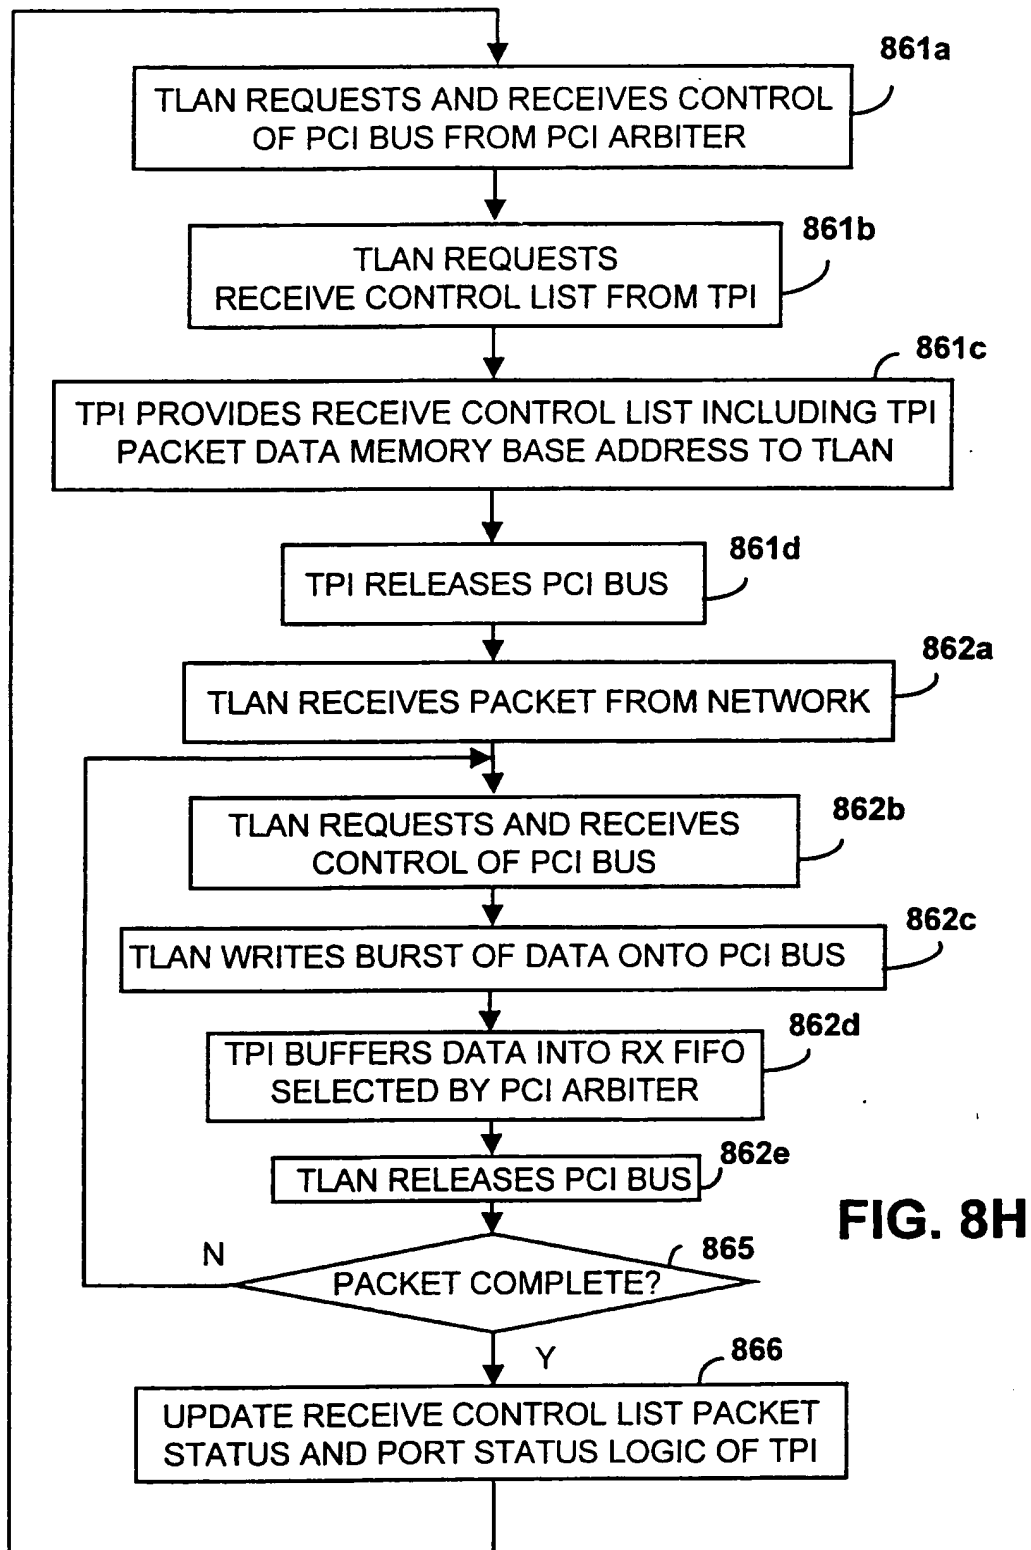 861a
TLAN REQUESTS AND RECEIVES CONTROL
OF PCI BUS FROM PCI ARBITER
861b
TLAN REQUESTS
RECEIVE CONTROL LIST FROM TPI
861c
TPI PROVIDES RECEIVE CONTROL LIST INCLUDING TPI
PACKET DATA MEMORY BASE ADDRESS TO TLAN
861d
TPI RELEASES PCI BUS
862a
TLAN RECEIVES PACKET FROM NETWORK
862b
TLAN REQUESTS AND RECEIVES
CONTROL OF PCI BUS
862c
TLAN WRITES BURST OF DATA ONTO PCI BUS
862d
TPI BUFFERS DATA INTO RX FIFO
SELECTED BY PCI ARBITER
862e
TLAN RELEASES PCI BUS
FIG. 8H
865
N
PACKET COMPLETE?
Y
866
UPDATE RECEIVE CONTROL LIST PACKET
STATUS AND PORT STATUS LOGIC OF TPI